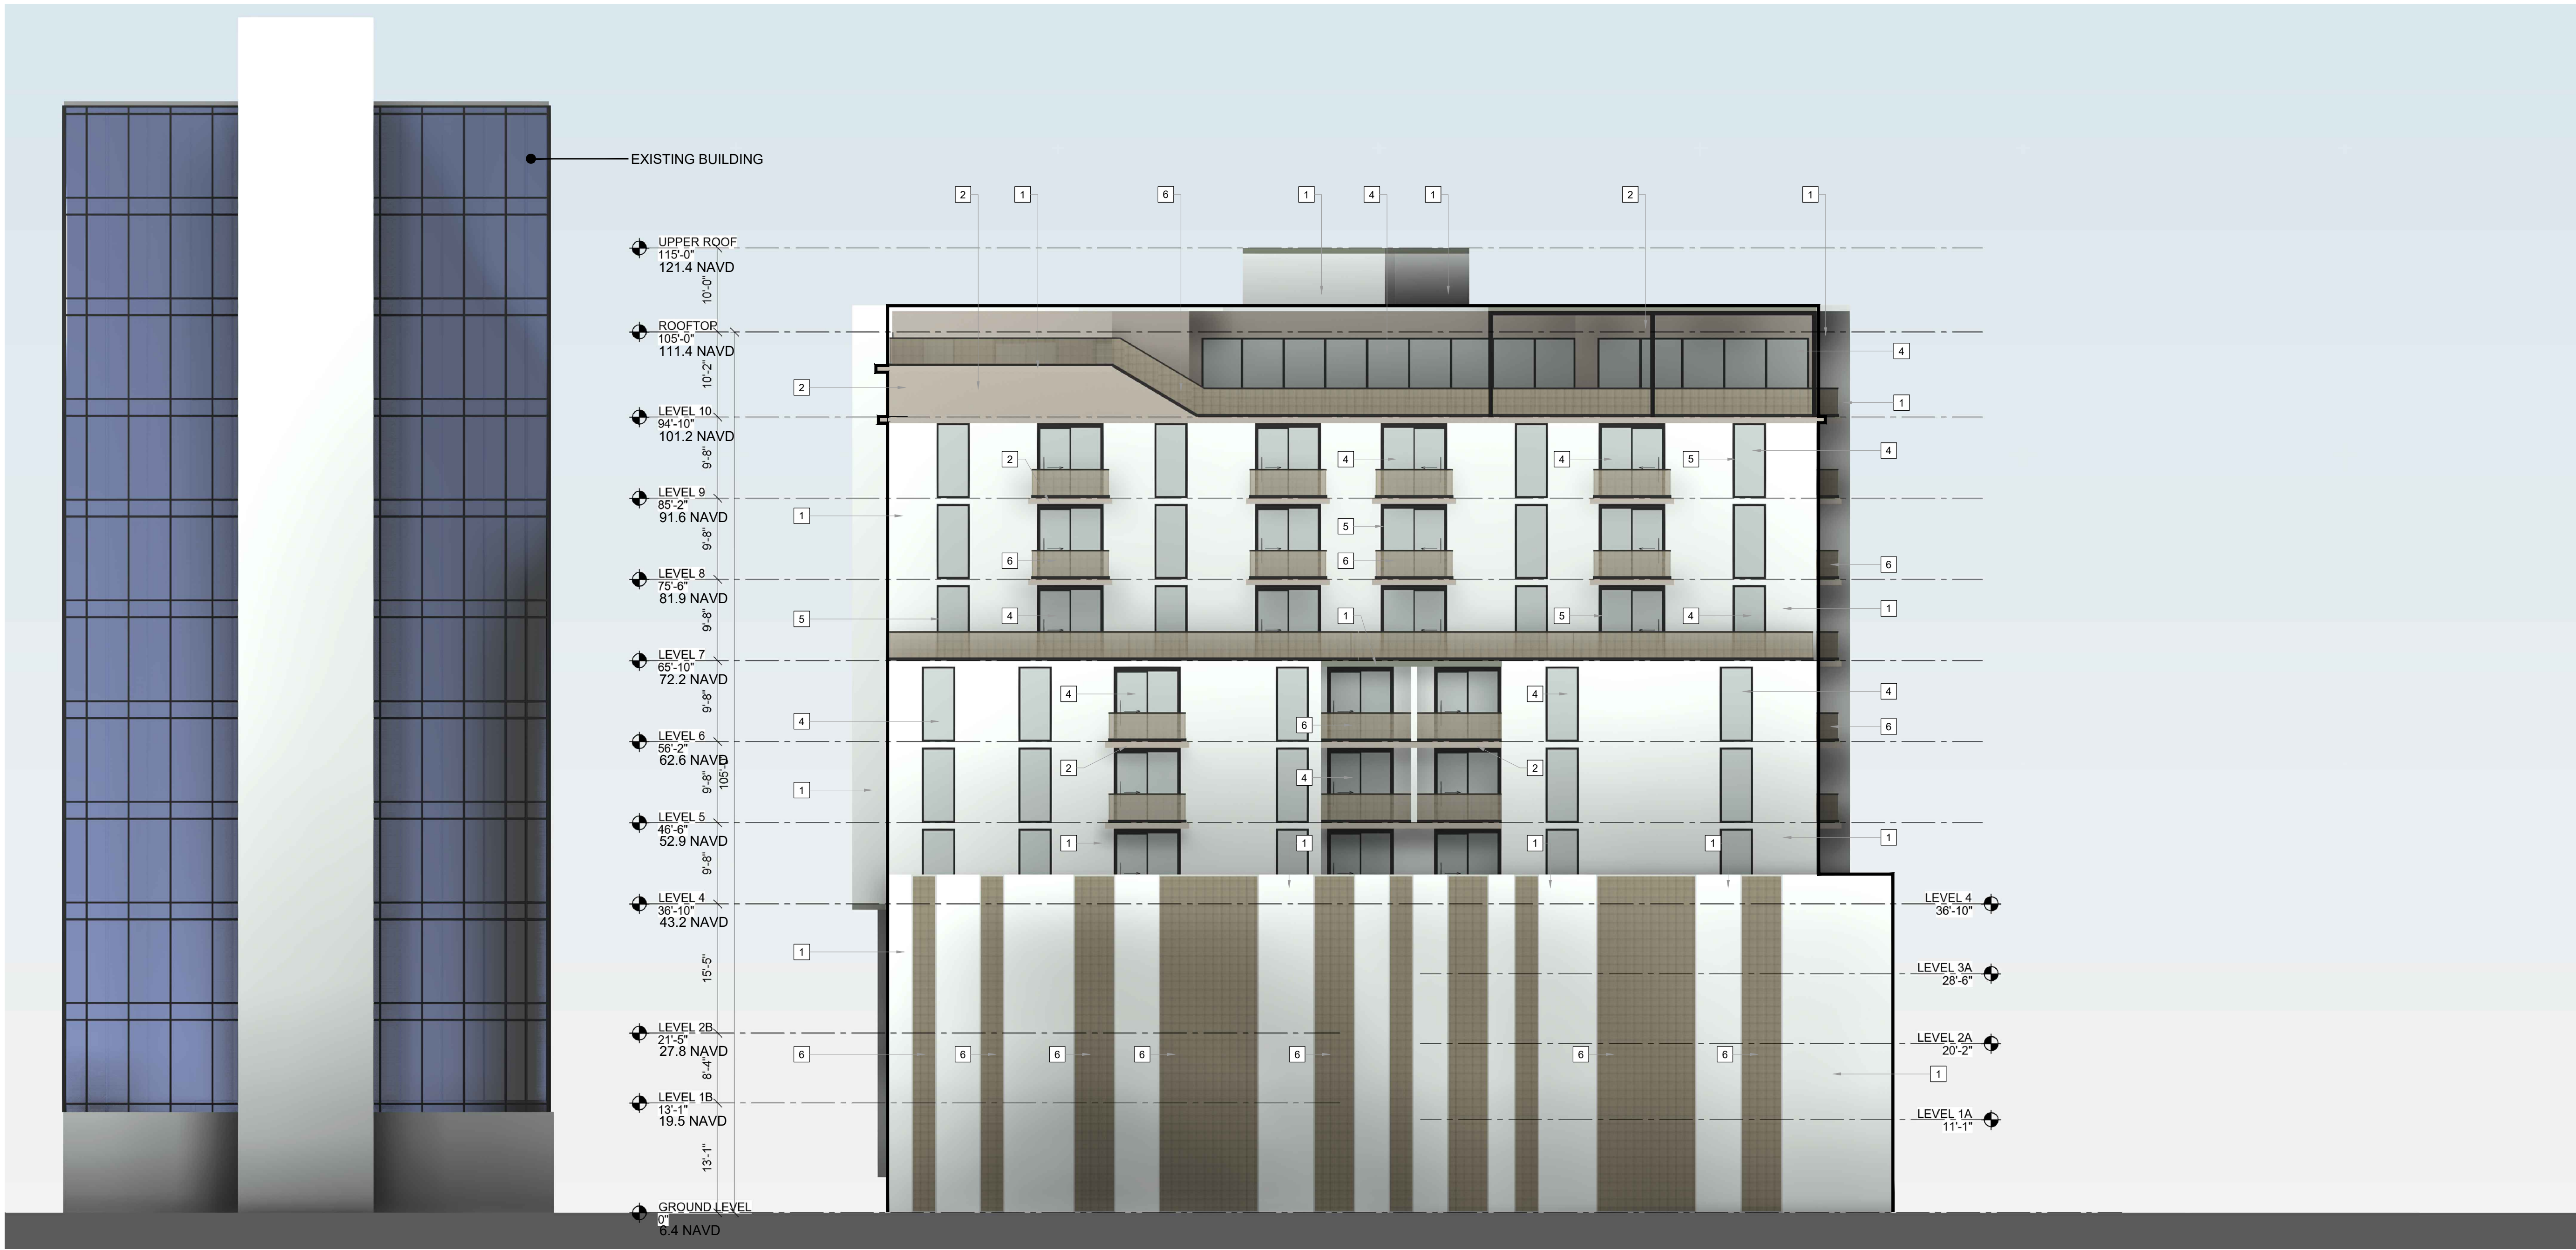 EXISTING BUILDING
2 1 6 1 4 1 2 1
UPPER ROOF
115'-0"
121.4 NAVD
10'-0"
ROOFTOP
105'-0"
111.4 NAVD
4
10'-2"
2
1
LEVEL 10
94'-10"
101.2 NAVD
4
9'-8"
2 4 4 5
LEVEL 9
85'-2"
91.6 NAVD
1
5
9'-8"
6 6
6
LEVEL 8
75'-6"
81.9 NAVD
1
9'-8"
5
4 1 5 4
LEVEL 7
65'-10"
72.2 NAVD
4 4 4
9'-8"
4
6
6
LEVEL 6
56'-2"
62.6 NAVD
2 2
9'-8"
105'-0"
4
1
LEVEL 5
46'-6"
52.9 NAVD
1
1 1 1 1
9'-8"
LEVEL 4
36'-10"
43.2 NAVD
LEVEL 4
36'-10"
1
15'-5"
LEVEL 3A
28'-6"
LEVEL 2B
21'-5"
27.8 NAVD
LEVEL 2A
20'-2"
6 6 6 6 6 6 6
8'-4"
1
LEVEL 1B
13'-1"
19.5 NAVD
LEVEL 1A
11'-1"
13'-1"
GROUND LEVEL
0"
6.4 NAVD